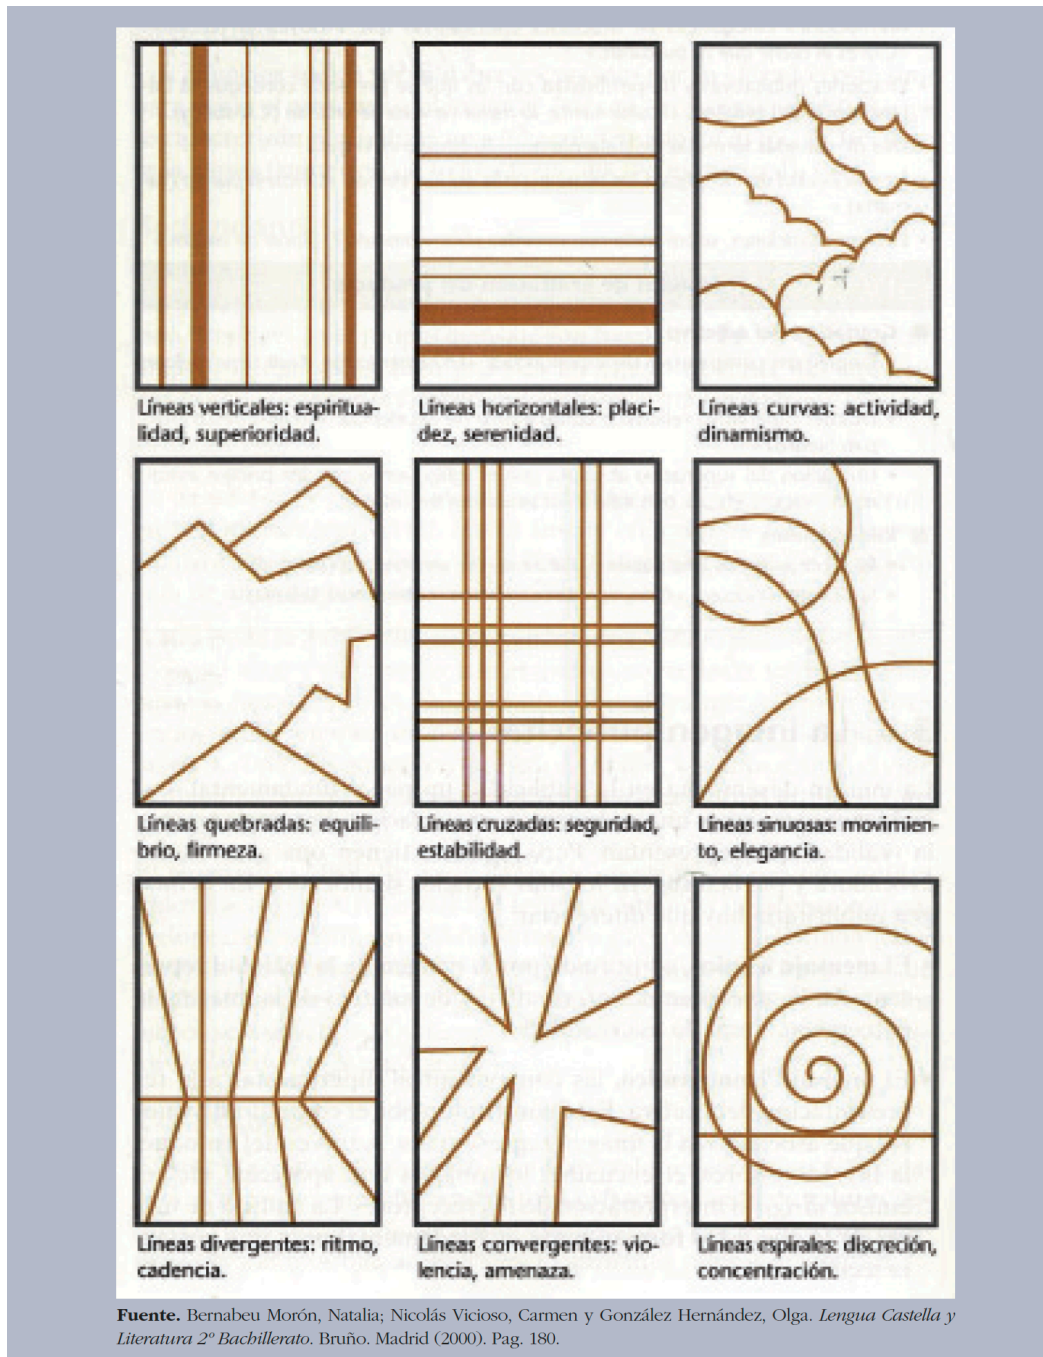 Líneas verticales: espiritua-
lidad, superioridad.
Líneas horizontales: placi-
dez, serenidad.
Líneas curvas: actividad,
dinamismo.
Líneas quebradas: equili-
brio, firmeza.
Líneas cruzadas: seguridad,
estabilidad.
Líneas sinuosas: movimien-
to, elegancia.
Líneas divergentes: ritmo,
cadencia.
Líneas convergentes: vio-
lencia, amenaza.
Líneas espirales: discreción,
concentración.
Fuente. Bernabeu Morón, Natalia; Nicolás Vicioso, Carmen y González Hernández, Olga. Lengua Castella y
Literatura 2º Bachillerato. Bruño. Madrid (2000). Pag. 180.